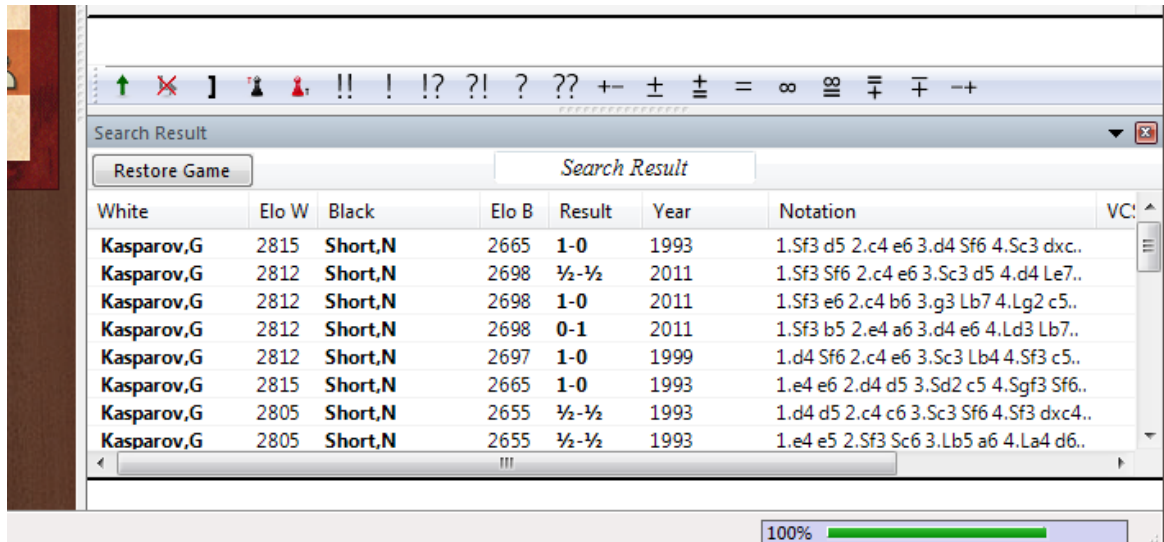 ] !! ! !? ?! ? ?? +− ± ⩲ = ∞ ≌ ⩱ ∓ −+
Search Result
Restore Game Search Result
White Elo W Black Elo B Result Year Notation
Kasparov,G 2815 Short,N 2665 1-0 1993 1.Sf3 d5 2.c4 e6 3.d4 Sf6 4.Sc3 dxc..
Kasparov,G 2812 Short,N 2698 ½-½ 2011 1.Sf3 Sf6 2.c4 e6 3.Sc3 d5 4.d4 Le7..
Kasparov,G 2812 Short,N 2698 1-0 2011 1.Sf3 e6 2.c4 b6 3.g3 Lb7 4.Lg2 c5..
Kasparov,G 2812 Short,N 2698 0-1 2011 1.Sf3 b5 2.e4 a6 3.d4 e6 4.Ld3 Lb7..
Kasparov,G 2812 Short,N 2697 1-0 1999 1.d4 Sf6 2.c4 e6 3.Sc3 Lb4 4.Sf3 c5..
Kasparov,G 2815 Short,N 2665 1-0 1993 1.e4 e6 2.d4 d5 3.Sd2 c5 4.Sgf3 Sf6..
Kasparov,G 2805 Short,N 2655 ½-½ 1993 1.d4 d5 2.c4 c6 3.Sc3 Sf6 4.Sf3 dxc4..
Kasparov,G 2805 Short,N 2655 ½-½ 1993 1.e4 e5 2.Sf3 Sc6 3.Lb5 a6 4.La4 d6..
100%